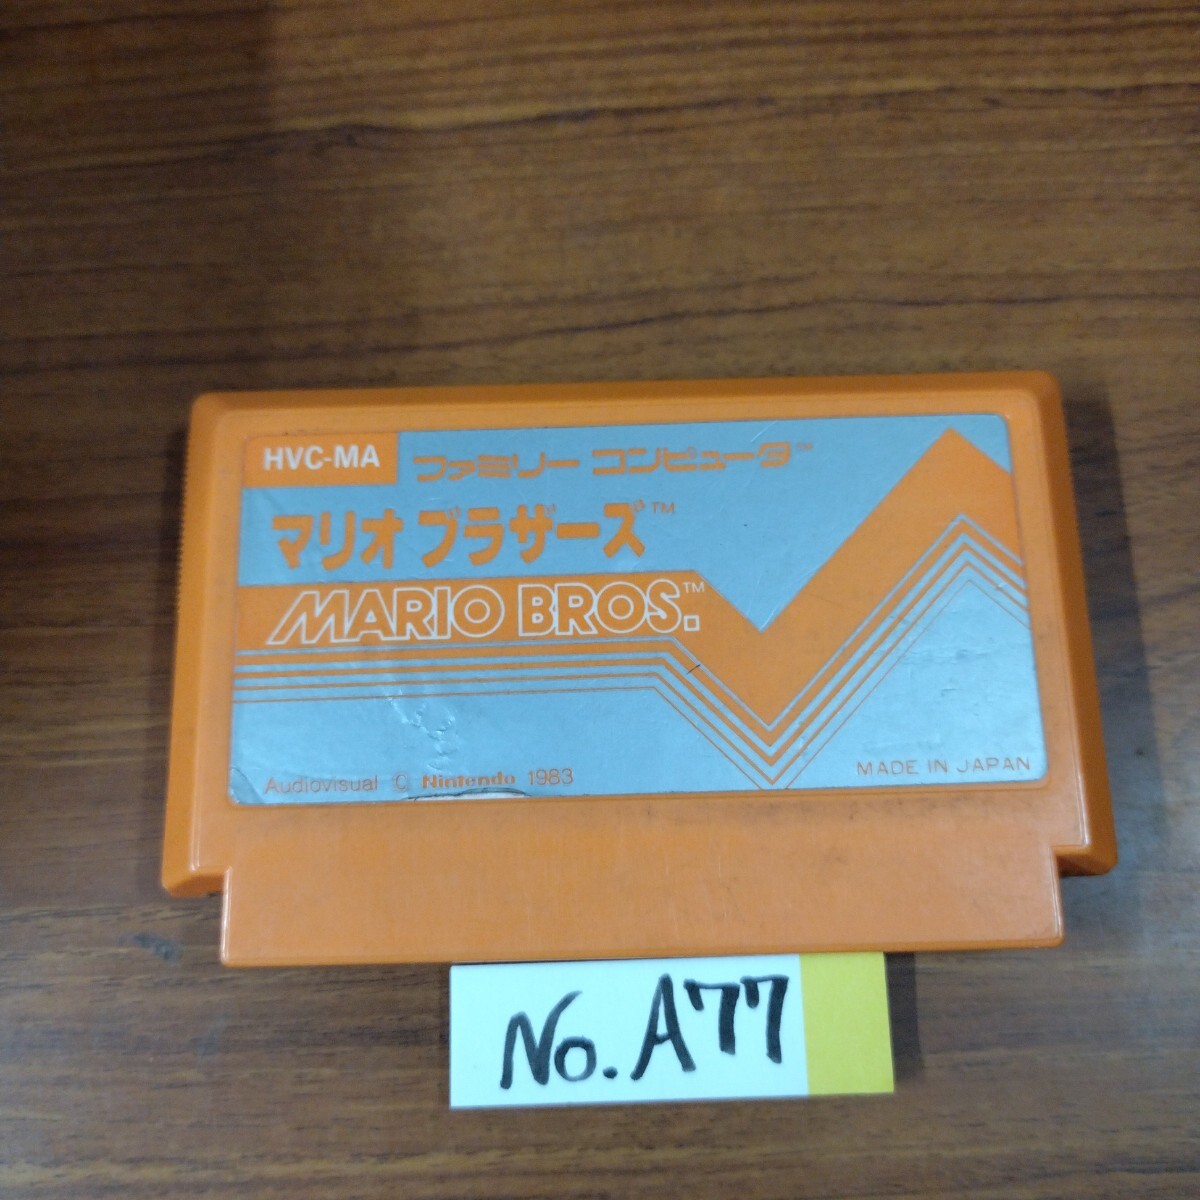 HVC-MA
ファミリー コンピュータ™
マリオ ブラザーズ™
MARIO BROS.™
Audiovisual © Nintendo 1983
MADE IN JAPAN
No. A77